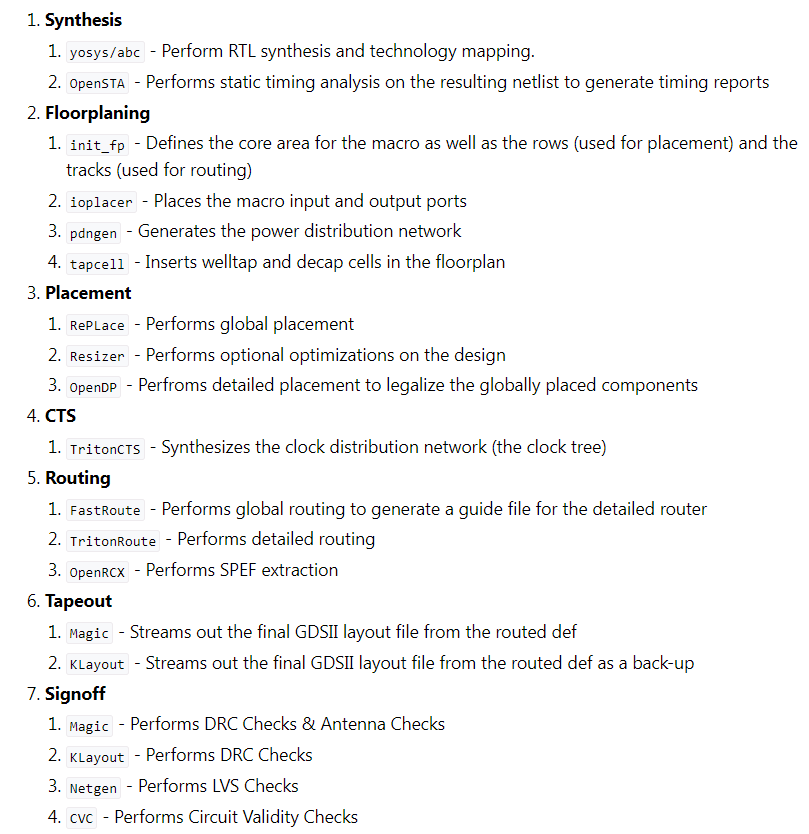 1. Synthesis
1. yosys/abc - Perform RTL synthesis and technology mapping.
2. OpenSTA - Performs static timing analysis on the resulting netlist to generate timing reports
2. Floorplaning
1. init_fp - Defines the core area for the macro as well as the rows (used for placement) and the
tracks (used for routing)
2. ioplacer - Places the macro input and output ports
3. pdngen - Generates the power distribution network
4. tapcell - Inserts welltap and decap cells in the floorplan
3. Placement
1. RePLace - Performs global placement
2. Resizer - Performs optional optimizations on the design
3. OpenDP - Perfroms detailed placement to legalize the globally placed components
4. CTS
1. TritonCTS - Synthesizes the clock distribution network (the clock tree)
5. Routing
1. FastRoute - Performs global routing to generate a guide file for the detailed router
2. TritonRoute - Performs detailed routing
3. OpenRCX - Performs SPEF extraction
6. Tapeout
1. Magic - Streams out the final GDSII layout file from the routed def
2. KLayout - Streams out the final GDSII layout file from the routed def as a back-up
7. Signoff
1. Magic - Performs DRC Checks & Antenna Checks
2. KLayout - Performs DRC Checks
3. Netgen - Performs LVS Checks
4. CVC - Performs Circuit Validity Checks